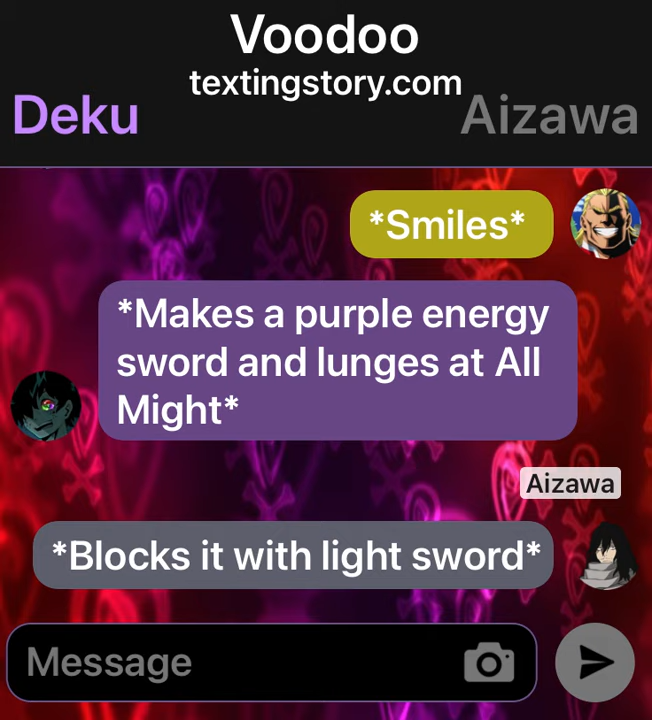 Voodoo
textingstory.com
Deku
Aizawa
*Smiles*
*Makes a purple energy
sword and lunges at All
Might*
Aizawa
*Blocks it with light sword*
Message